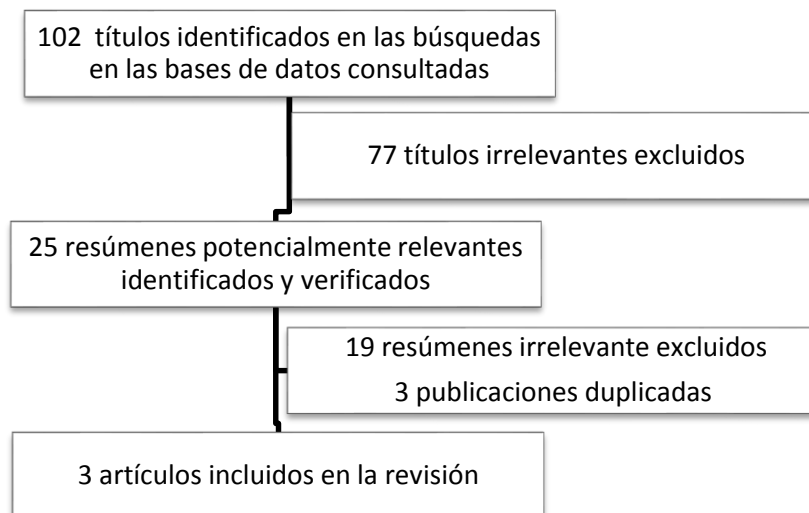 102 títulos identificados en las búsquedas
en las bases de datos consultadas
77 títulos irrelevantes excluidos
25 resúmenes potencialmente relevantes
identificados y verificados
19 resúmenes irrelevante excluidos
3 publicaciones duplicadas
3 artículos incluidos en la revisión